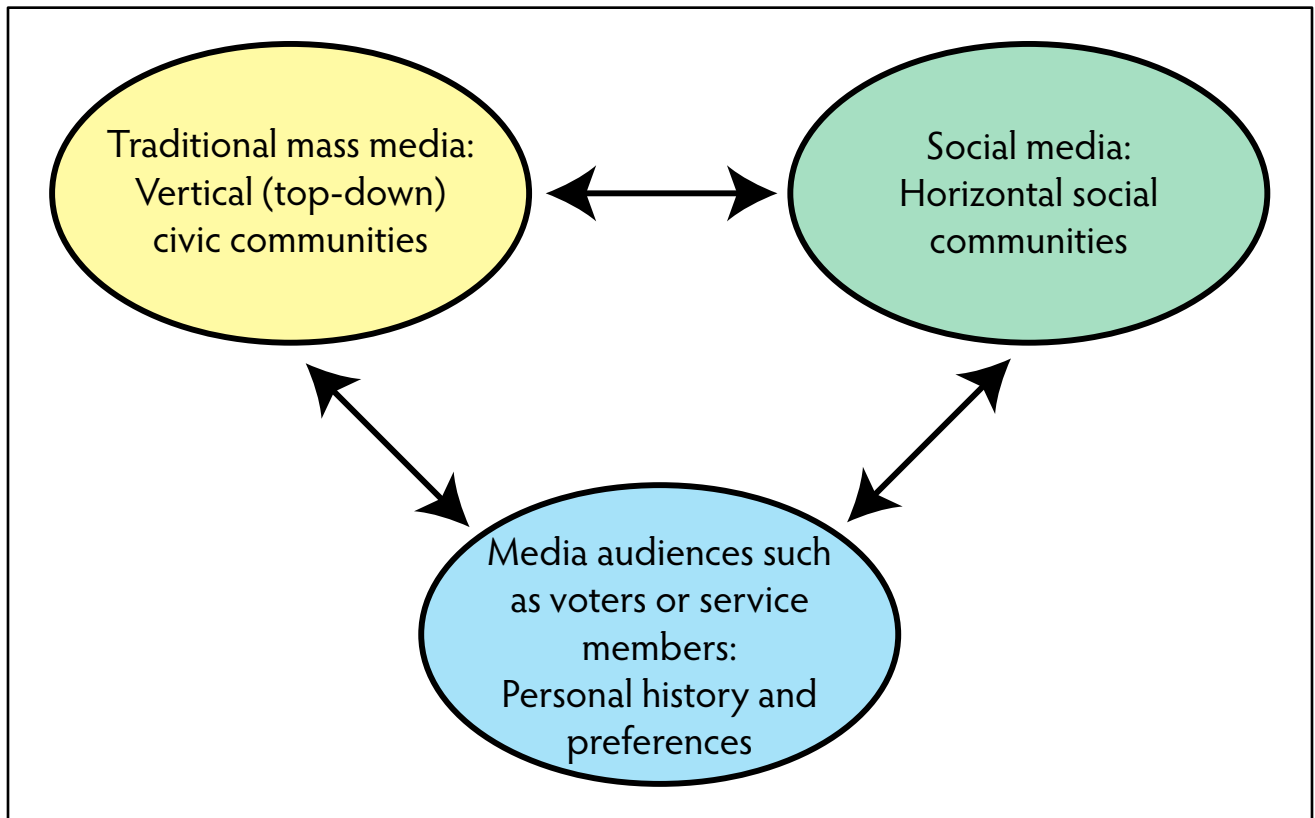 Traditional mass media:
Vertical (top-down)
civic communities
Social media:
Horizontal social
communities
Media audiences such
as voters or service
members:
Personal history and
preferences